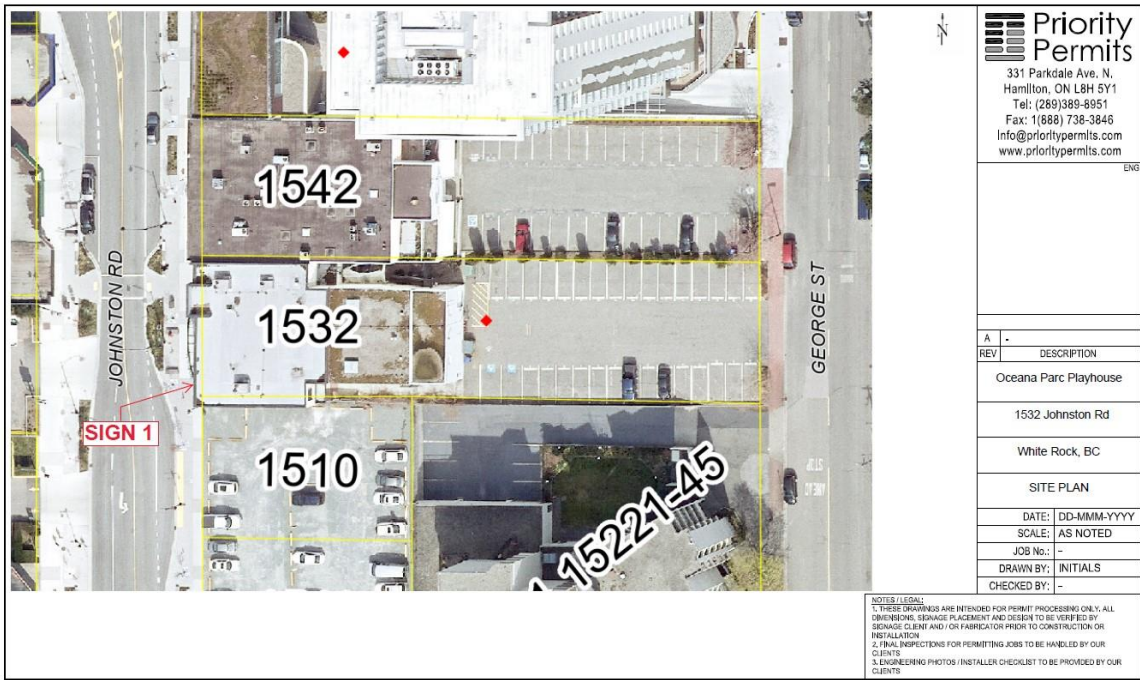 N
Priority
Permits
331 Parkdale Ave. N.
Hamilton, ON L8H 5Y1
Tel: (289)389-8951
Fax: 1(888) 738-3846
Info@prioritypermits.com
www.prioritypermits.com
ENG
1542
JOHNSTON RD
1532
GEORGE ST
SIGN 1
1510
15221-45
A -
REV DESCRIPTION
Oceana Parc Playhouse
1532 Johnston Rd
White Rock, BC
SITE PLAN
DATE: DD-MMM-YYYY
SCALE: AS NOTED
JOB No.: -
DRAWN BY: INITIALS
CHECKED BY: -
NOTES / LEGAL:
1. THESE DRAWINGS ARE INTENDED FOR PERMIT PROCESSING ONLY. ALL
DIMENSIONS, SIGNAGE PLACEMENT AND DESIGN TO BE VERIFIED BY
SIGNAGE CLIENT AND / OR FABRICATOR PRIOR TO CONSTRUCTION OR
INSTALLATION
2. FINAL INSPECTIONS FOR PERMITTING JOBS TO BE HANDLED BY OUR
CLIENTS
3. ENGINEERING PHOTOS / INSTALLER CHECKLIST TO BE PROVIDED BY OUR
CLIENTS